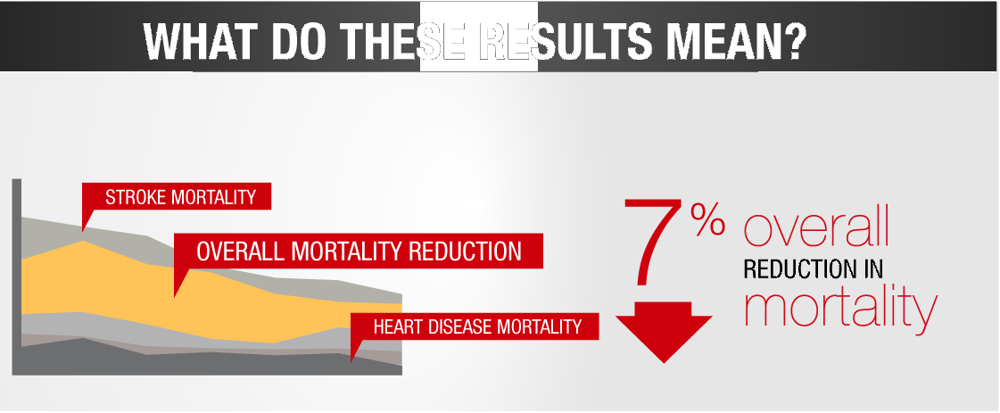 WHAT DO THESE RESULTS MEAN?
STROKE MORTALITY
OVERALL MORTALITY REDUCTION
HEART DISEASE MORTALITY
7% overall
REDUCTION IN
mortality